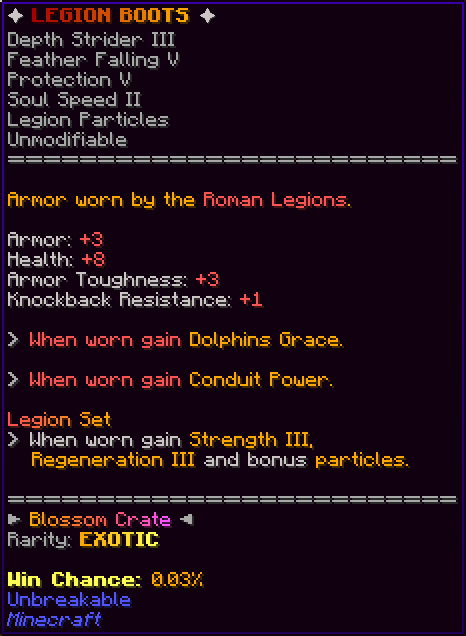 ✦ LEGION BOOTS ✦
Depth Strider III
Feather Falling V
Protection V
Soul Speed II
Legion Particles
Unmodifiable
Armor worn by the Roman Legions.
Armor: +3
Health: +8
Armor Toughness: +3
Knockback Resistance: +1
> When worn gain Dolphins Grace.
> When worn gain Conduit Power.
Legion Set
> When worn gain Strength III,
Regeneration III and bonus particles.
► Blossom Crate ◄
Rarity: EXOTIC
Win Chance: 0.03%
Unbreakable
Minecraft